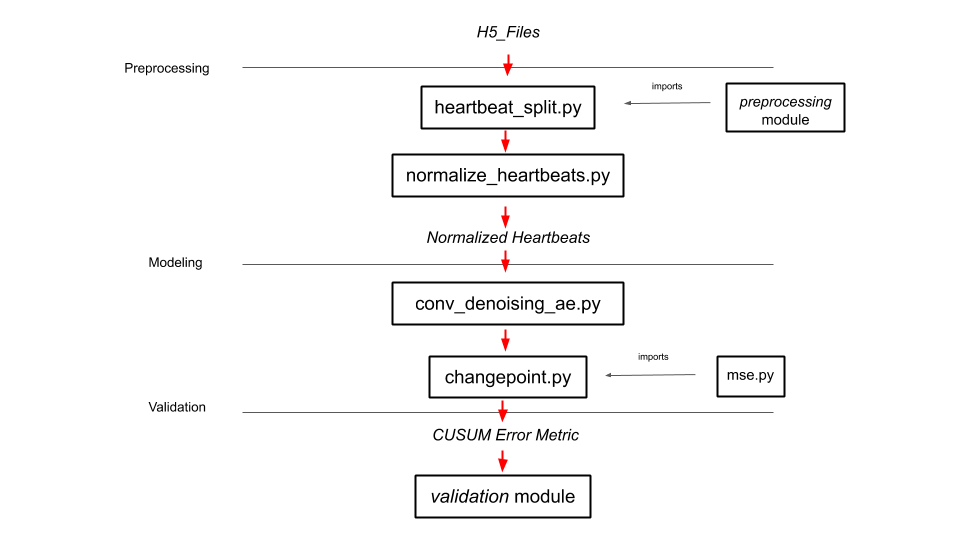 H5_Files
Preprocessing
heartbeat_split.py
imports
preprocessing
module
normalize_heartbeats.py
Normalized Heartbeats
Modeling
conv_denoising_ae.py
changepoint.py
imports
mse.py
Validation
CUSUM Error Metric
validation module